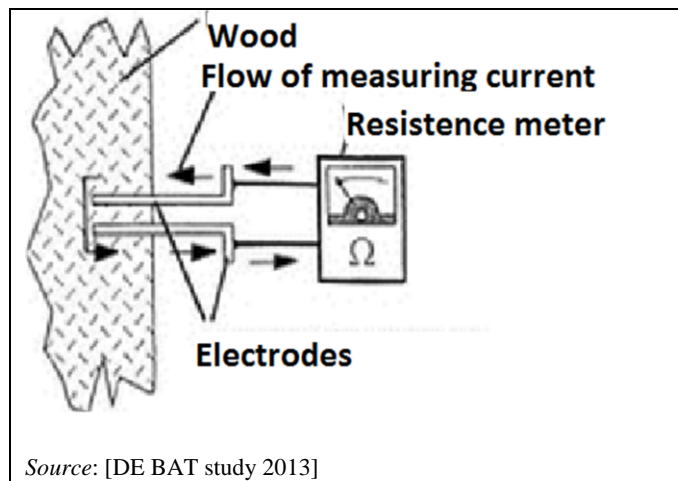 Wood
Flow of measuring current
Resistence meter
Ω
Electrodes
Source: [DE BAT study 2013]